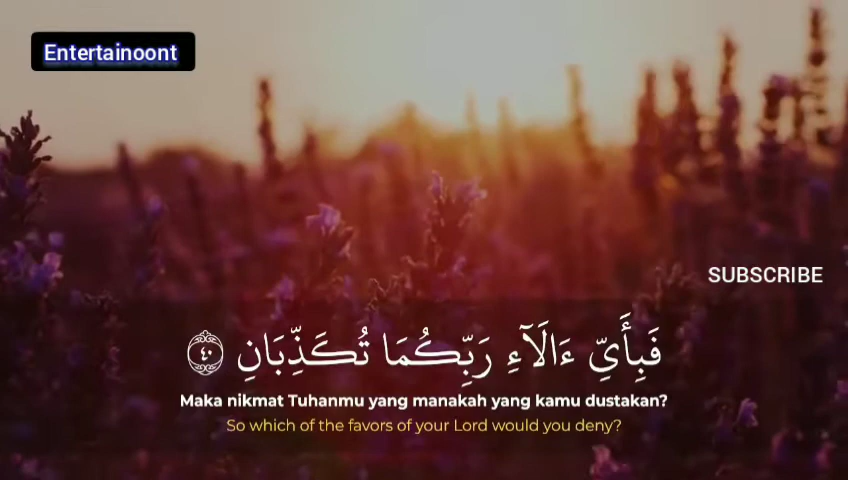 Entertainoont
SUBSCRIBE
فَبِأَيِّ ءَالَآءِ رَبِّكُمَا تُكَذِّبَانِ ٤٠
Maka nikmat Tuhanmu yang manakah yang kamu dustakan?
So which of the favors of your Lord would you deny?